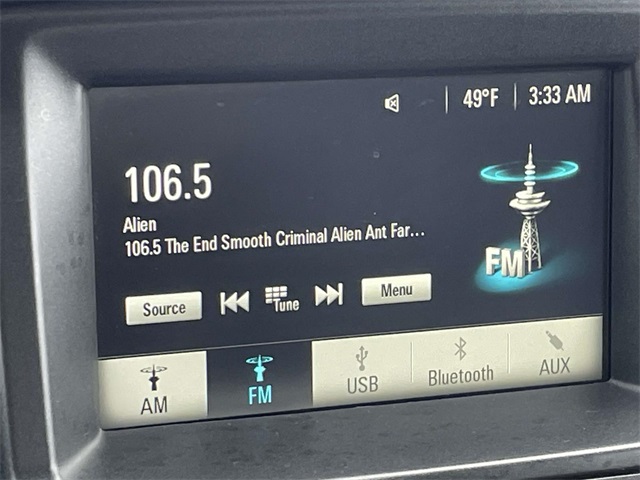 49°F 3:33 AM
106.5
Alien
106.5 The End Smooth Criminal Alien Ant Far...
FM
Source Tune Menu
AM FM USB Bluetooth AUX